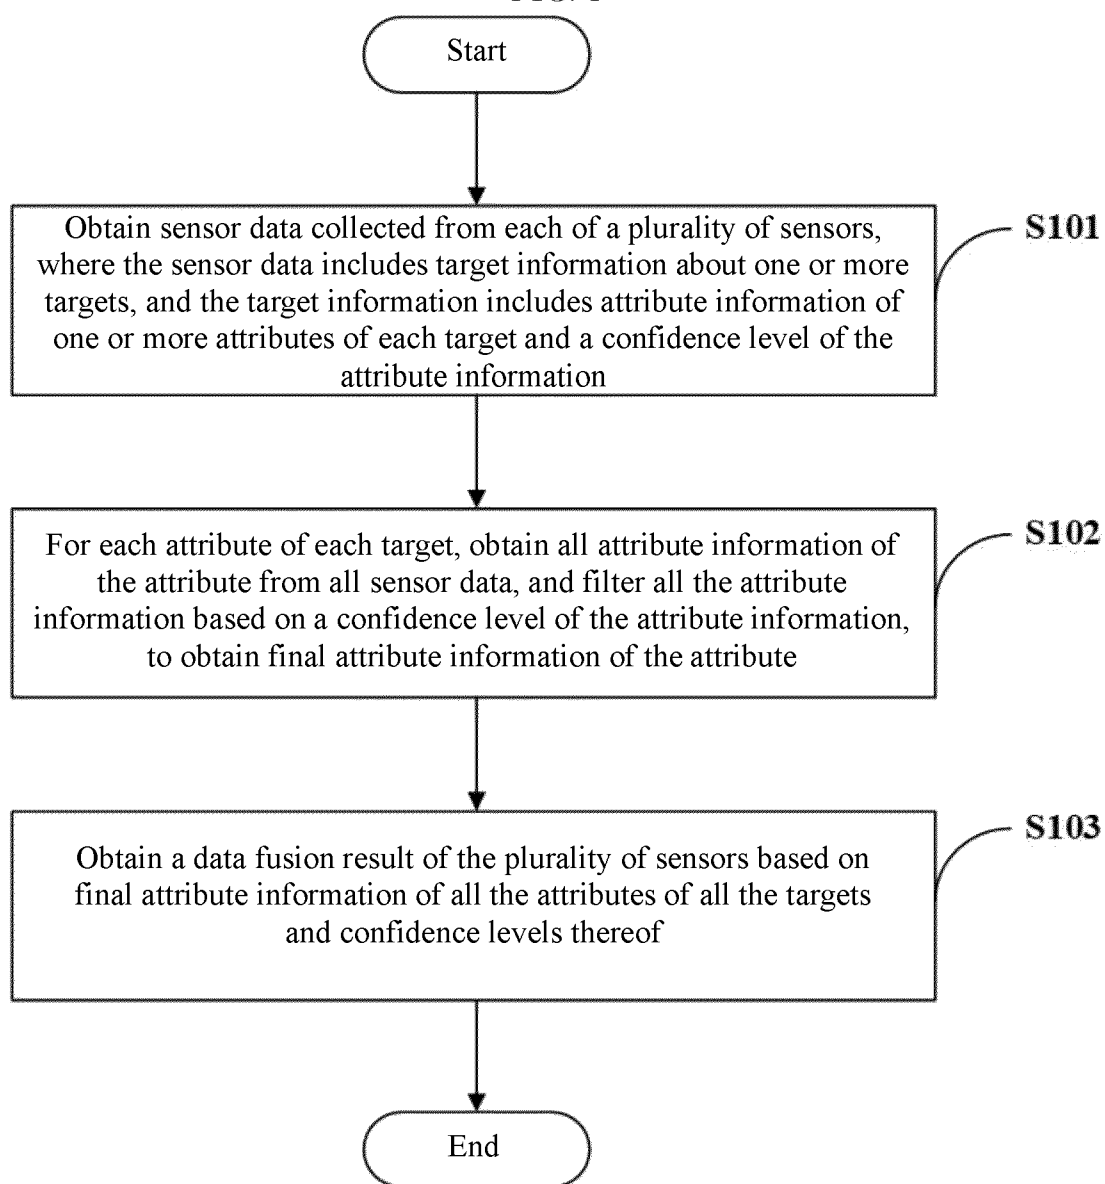 Start
Obtain sensor data collected from each of a plurality of sensors,
where the sensor data includes target information about one or more
targets, and the target information includes attribute information of
one or more attributes of each target and a confidence level of the
attribute information
S101
For each attribute of each target, obtain all attribute information of
the attribute from all sensor data, and filter all the attribute
information based on a confidence level of the attribute information,
to obtain final attribute information of the attribute
S102
Obtain a data fusion result of the plurality of sensors based on
final attribute information of all the attributes of all the targets
and confidence levels thereof
S103
End